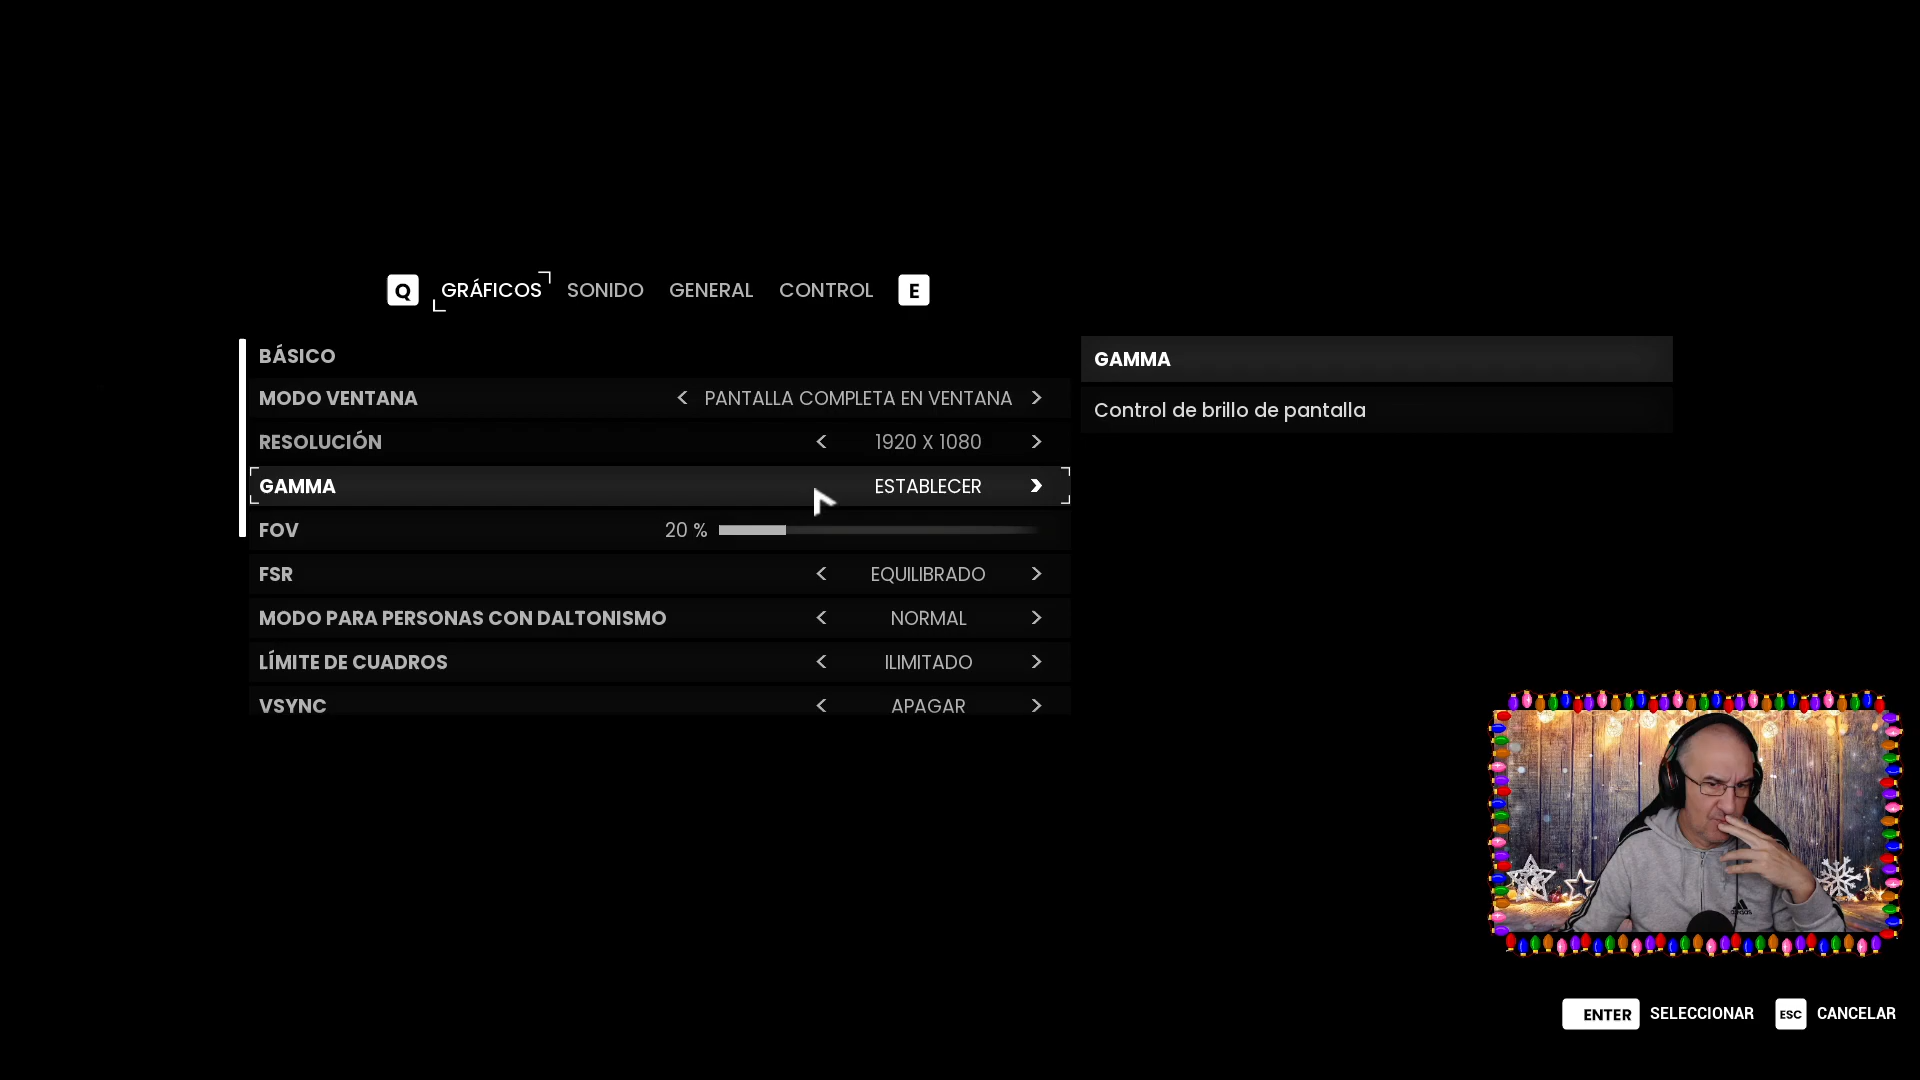 Q GRÁFICOS SONIDO GENERAL CONTROL E
BÁSICO
MODO VENTANA < PANTALLA COMPLETA EN VENTANA >
RESOLUCIÓN < 1920 X 1080 >
GAMMA ESTABLECER >
FOV 20 %
FSR < EQUILIBRADO >
MODO PARA PERSONAS CON DALTONISMO < NORMAL >
LÍMITE DE CUADROS < ILIMITADO >
VSYNC < APAGAR >
GAMMA
Control de brillo de pantalla
adidas
ENTER SELECCIONAR ESC CANCELAR